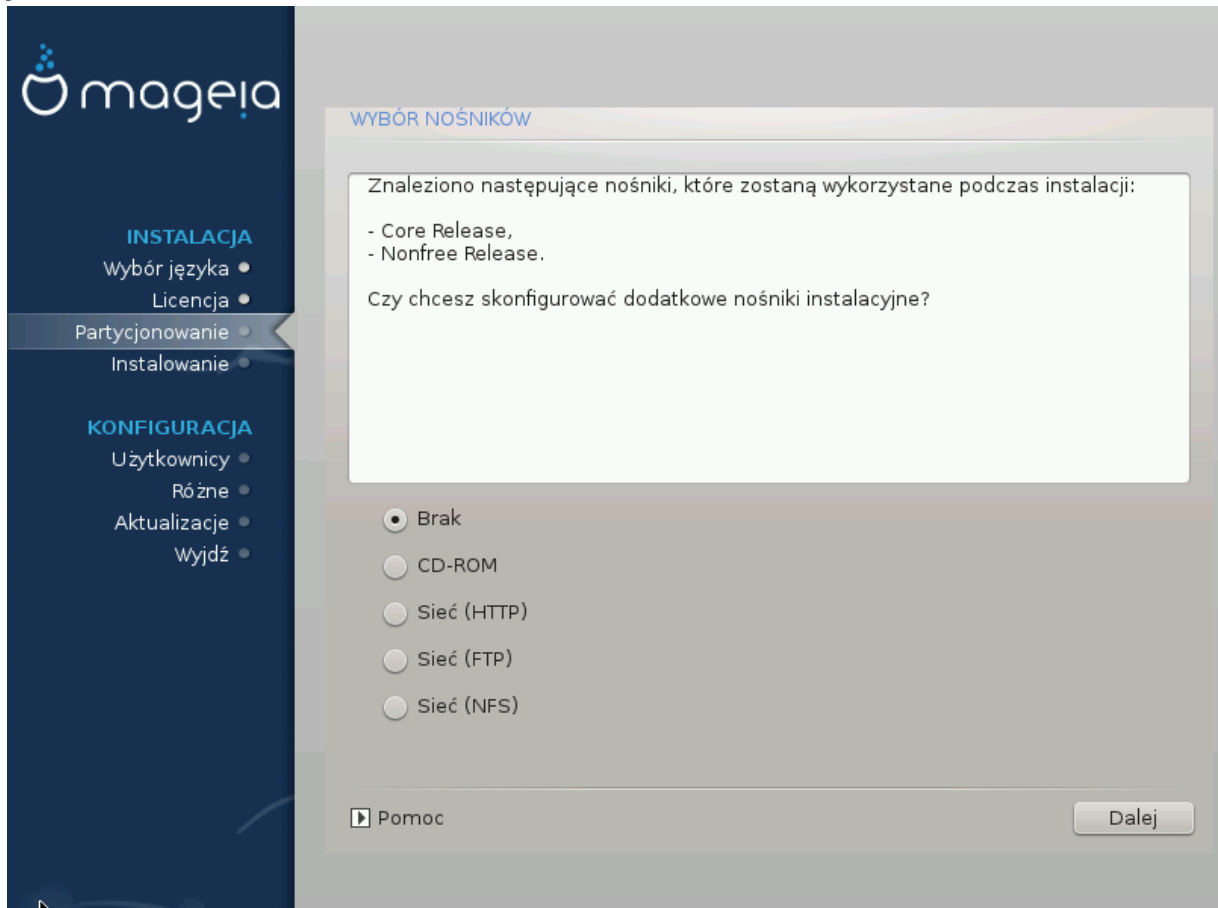 mageia
INSTALACJA
Wybór języka
Licencja
Partycjonowanie
Instalowanie
KONFIGURACJA
Użytkownicy
Różne
Aktualizacje
Wyjdź
WYBÓR NOŚNIKÓW
Znaleziono następujące nośniki, które zostaną wykorzystane podczas instalacji:
- Core Release,
- Nonfree Release.
Czy chcesz skonfigurować dodatkowe nośniki instalacyjne?
Brak
CD-ROM
Sieć (HTTP)
Sieć (FTP)
Sieć (NFS)
Pomoc
Dalej